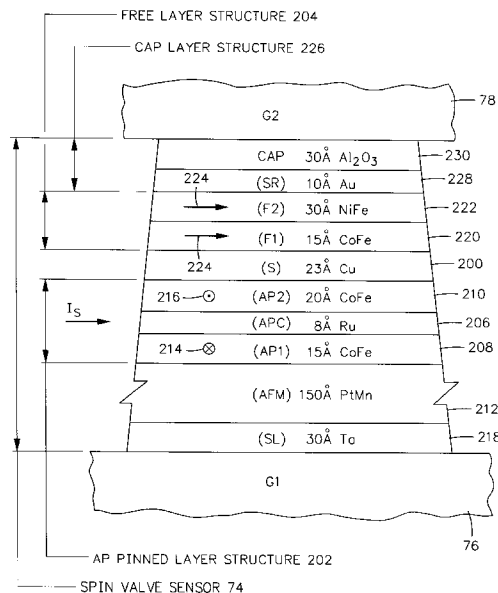 FREE LAYER STRUCTURE 204
CAP LAYER STRUCTURE 226
78
G2
CAP 30Å Al2O3 230
224 (SR) 10Å Au 228
(F2) 30Å NiFe 222
(F1) 15Å CoFe 220
224 (S) 23Å Cu 200
216 (AP2) 20Å CoFe 210
IS (APC) 8Å Ru 206
214 (AP1) 15Å CoFe 208
(AFM) 150Å PtMn 212
(SL) 30Å Ta 218
G1
76
AP PINNED LAYER STRUCTURE 202
SPIN VALVE SENSOR 74